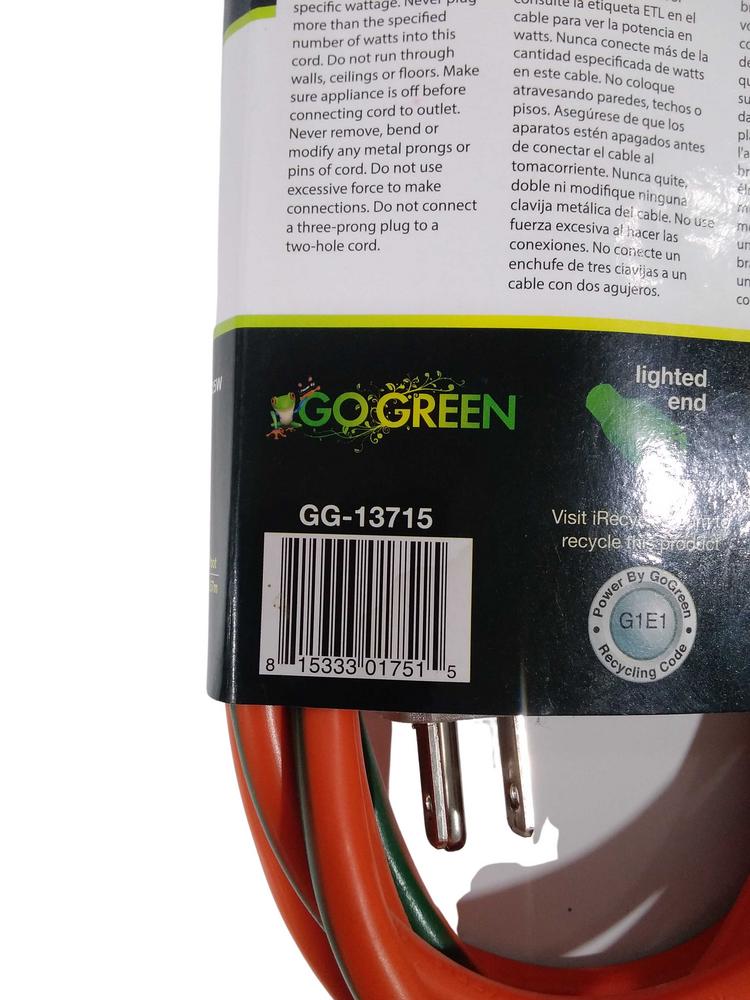 specific wattage. Never plug
more than the specified
number of watts into this
cord. Do not run through
walls, ceilings or floors. Make
sure appliance is off before
connecting cord to outlet.
Never remove, bend or
modify any metal prongs or
pins of cord. Do not use
excessive force to make
connections. Do not connect
a three-prong plug to a
two-hole cord.
consulte la etiqueta ETL en el
cable para ver la potencia en
watts. Nunca conecte más de la
cantidad especificada de watts
en este cable. No coloque
atravesando paredes, techos o
pisos. Asegúrese de que los
aparatos estén apagados antes
de conectar el cable al
tomacorriente. Nunca quite,
doble ni modifique ninguna
clavija metálica del cable. No use
fuerza excesiva al hacer las
conexiones. No conecte un
enchufe de tres clavijas a un
cable con dos agujeros.
GOGREEN
lighted
end
GG-13715
8 15333 01751 5
Visit
recycle this product
Power By GoGreen
G1E1
Recycling Code